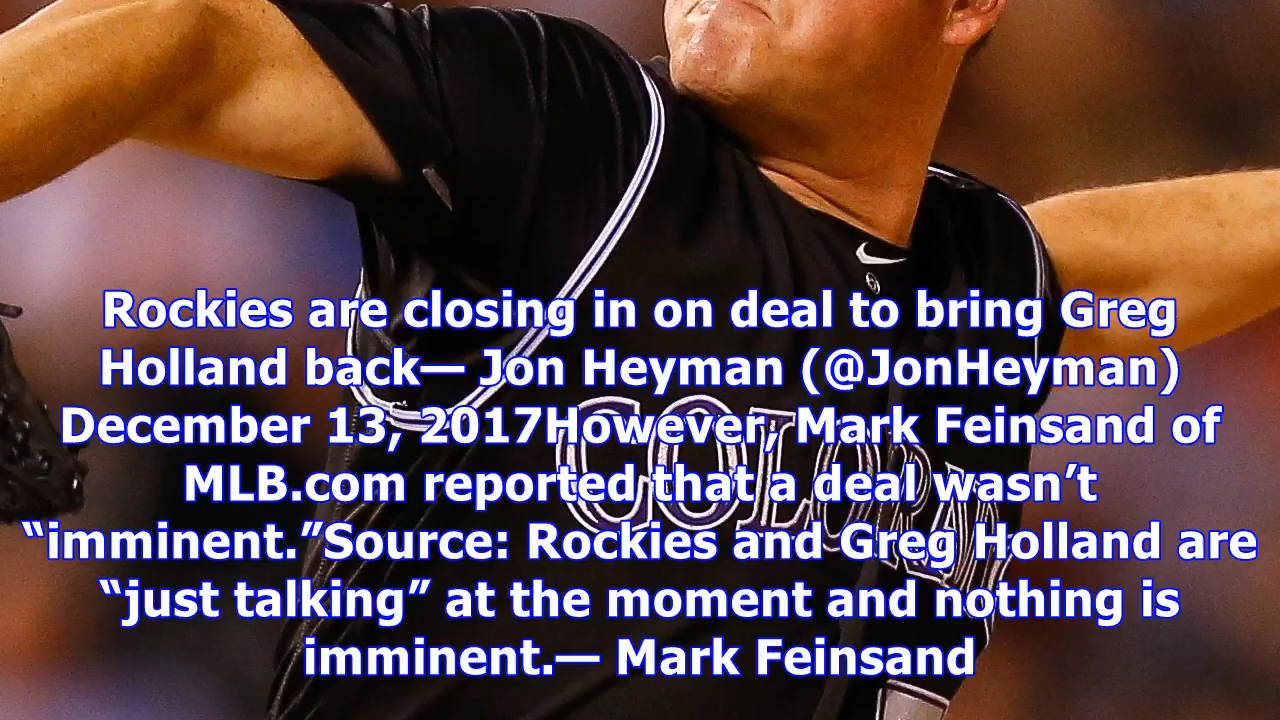 Rockies are closing in on deal to bring Greg
Holland back— Jon Heyman (@JonHeyman)
December 13, 2017However, Mark Feinsand of
MLB.com reported that a deal wasn’t
“imminent.”Source: Rockies and Greg Holland are
“just talking” at the moment and nothing is
imminent.— Mark Feinsand
COLORAD